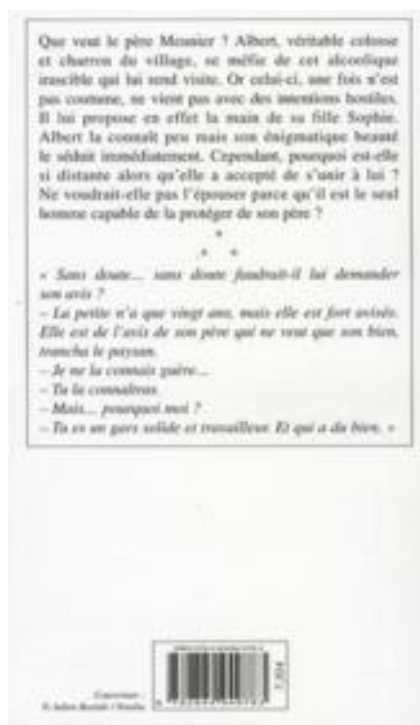 Que veut le père Meunier ? Albert, véritable colosse
et charron du village, se méfie de cet alcoolique
irascible qui lui rend visite. Or celui-ci, une fois n'est
pas coutume, ne vient pas avec des intentions hostiles.
Il lui propose en effet la main de sa fille Sophie.
Albert la connaît peu mais son énigmatique beauté
le séduit immédiatement. Cependant, pourquoi est-elle
si distante alors qu'elle a accepté de s'unir à lui ?
Ne voudrait-elle pas l'épouser parce qu'il est le seul
homme capable de la protéger de son père ?
*
* *
« Sans doute... sans doute faudrait-il lui demander
son avis ?
– La petite n'a que vingt ans, mais elle est fort avisée.
Elle est de l'avis de son père qui ne veut que son bien,
trancha le paysan.
– Je ne la connais guère...
– Tu la connaîtras.
– Mais... pourquoi moi ?
– Tu es un gars solide et travailleur. Et qui a du bien. »
Couverture :